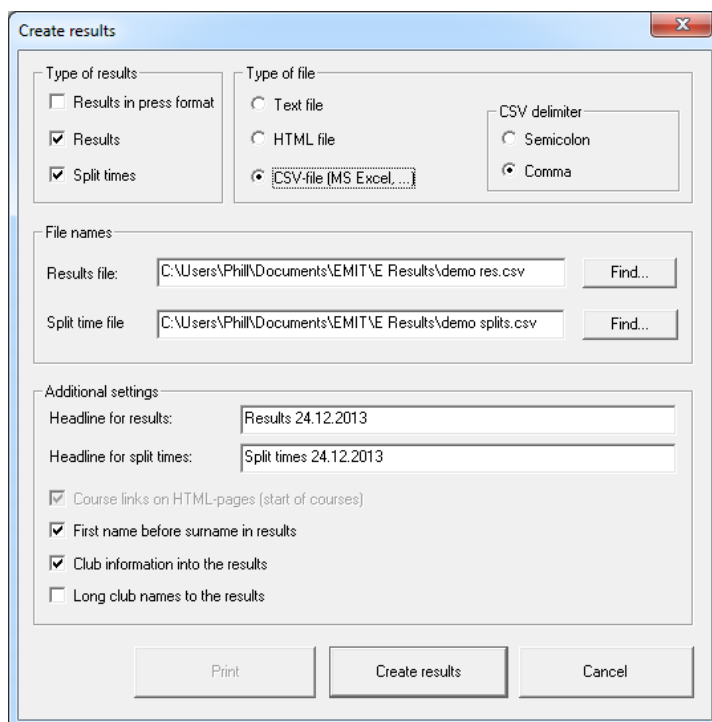 Create results
Type of results
Results in press format
Results
Split times
Type of file
Text file
HTML file
CSV-file (MS Excel, ...)
CSV delimiter
Semicolon
Comma
File names
Results file:
C:\Users\Phill\Documents\EMIT\E Results\demo res.csv
Find...
Split time file
C:\Users\Phill\Documents\EMIT\E Results\demo splits.csv
Find...
Additional settings
Headline for results:
Results 24.12.2013
Headline for split times:
Split times 24.12.2013
Course links on HTML-pages (start of courses)
First name before surname in results
Club information into the results
Long club names to the results
Print
Create results
Cancel